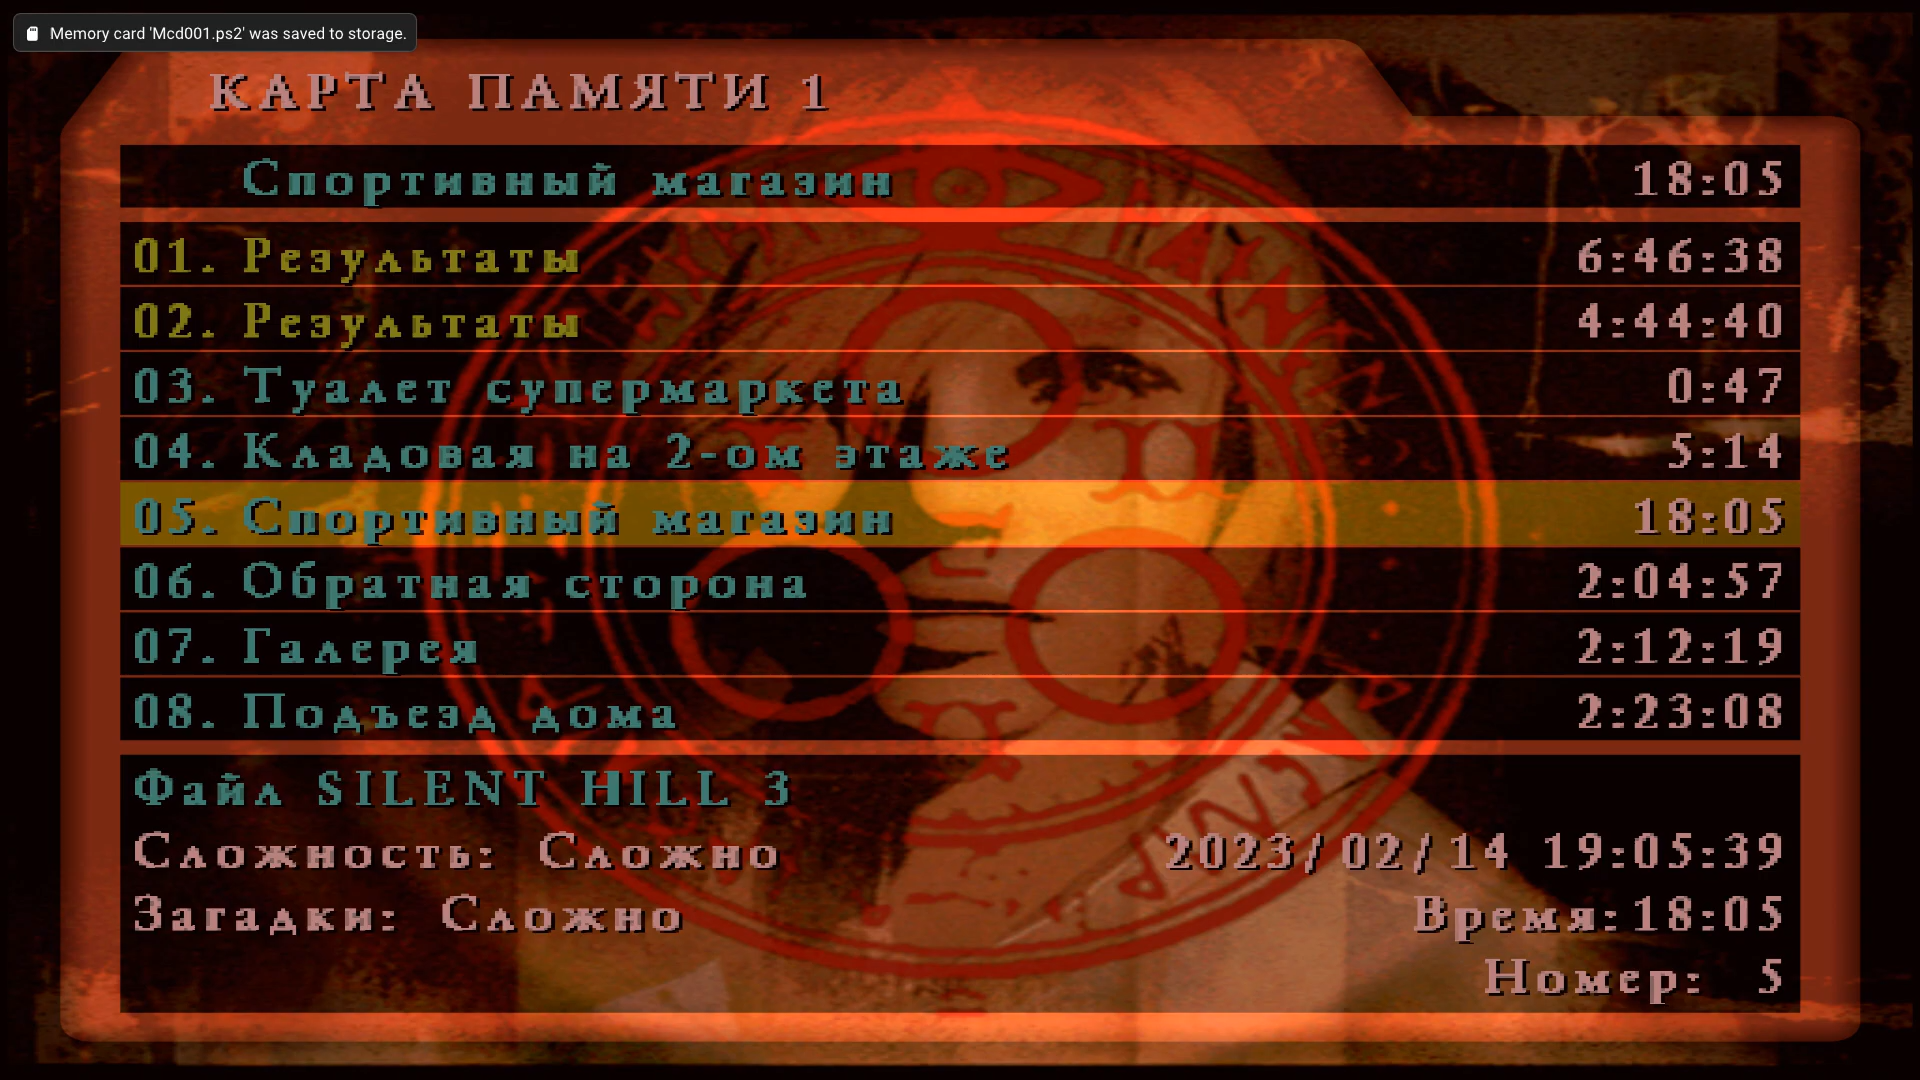 Memory card 'Mcd001.ps2' was saved to storage.
КАРТА ПАМЯТИ 1
Спортивный магазин 18:05
01. Результаты 6:46:38
02. Результаты 4:44:40
03. Туалет супермаркета 0:47
04. Кладовая на 2-ом этаже 5:14
05. Спортивный магазин 18:05
06. Обратная сторона 2:04:57
07. Галерея 2:12:19
08. Подъезд дома 2:23:08
Файл SILENT HILL 3
Сложность: Сложно 2023/02/14 19:05:39
Загадки: Сложно Время:18:05
Номер: 5